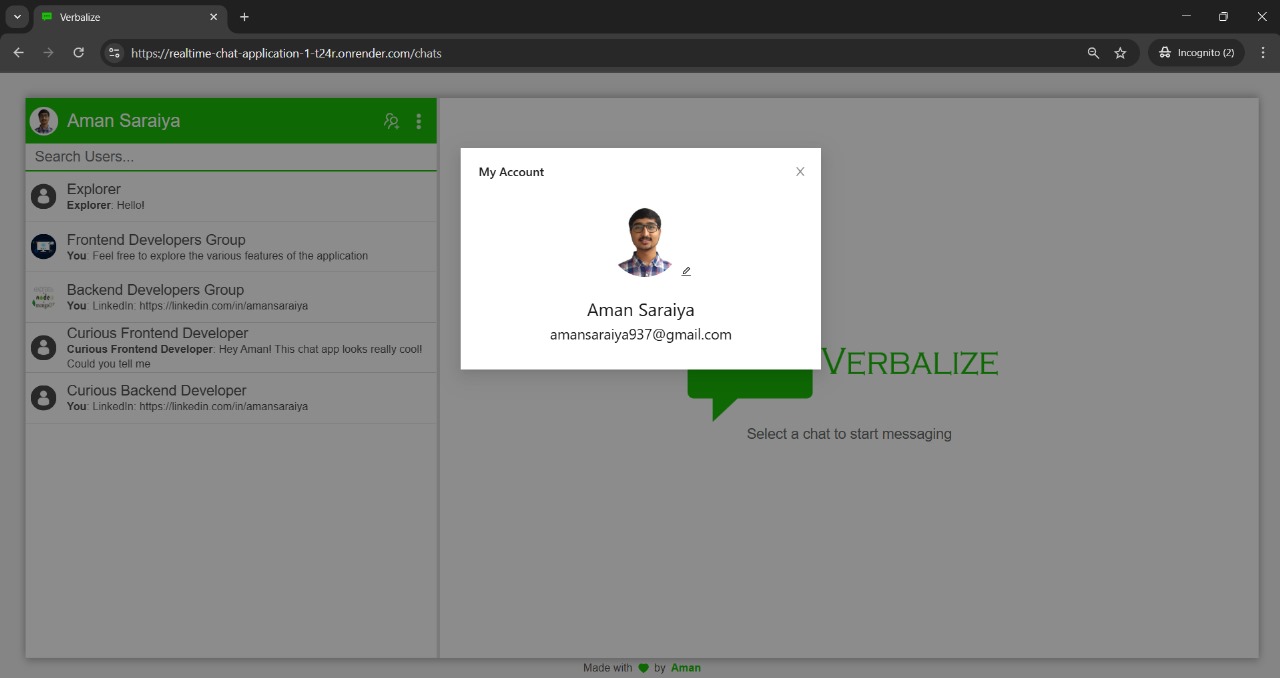 Verbalize
https://realtime-chat-application-1-t24r.onrender.com/chats
Incognito (2)
Aman Saraiya
Search Users...
Explorer
Explorer: Hello!
Frontend Developers Group
You: Feel free to explore the various features of the application
Backend Developers Group
You: LinkedIn: https://linkedin.com/in/amansaraiya
Curious Frontend Developer
Curious Frontend Developer: Hey Aman! This chat app looks really cool!
Could you tell me
Curious Backend Developer
You: LinkedIn: https://linkedin.com/in/amansaraiya
My Account
X
Aman Saraiya
amansaraiya937@gmail.com
VERBALIZE
Select a chat to start messaging
Made with by Aman